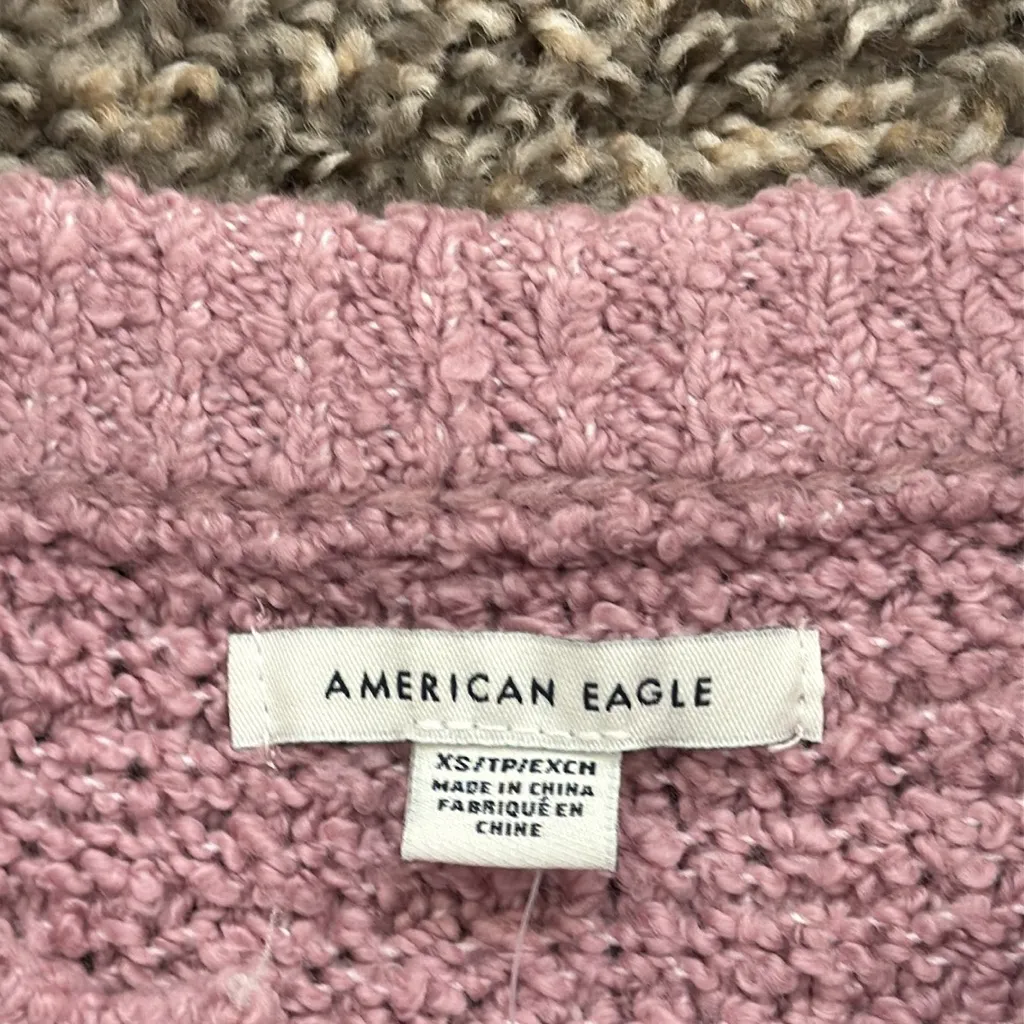 AMERICAN EAGLE
XS/TP/EXCH
MADE IN CHINA
FABRIQUÉ EN
CHINE